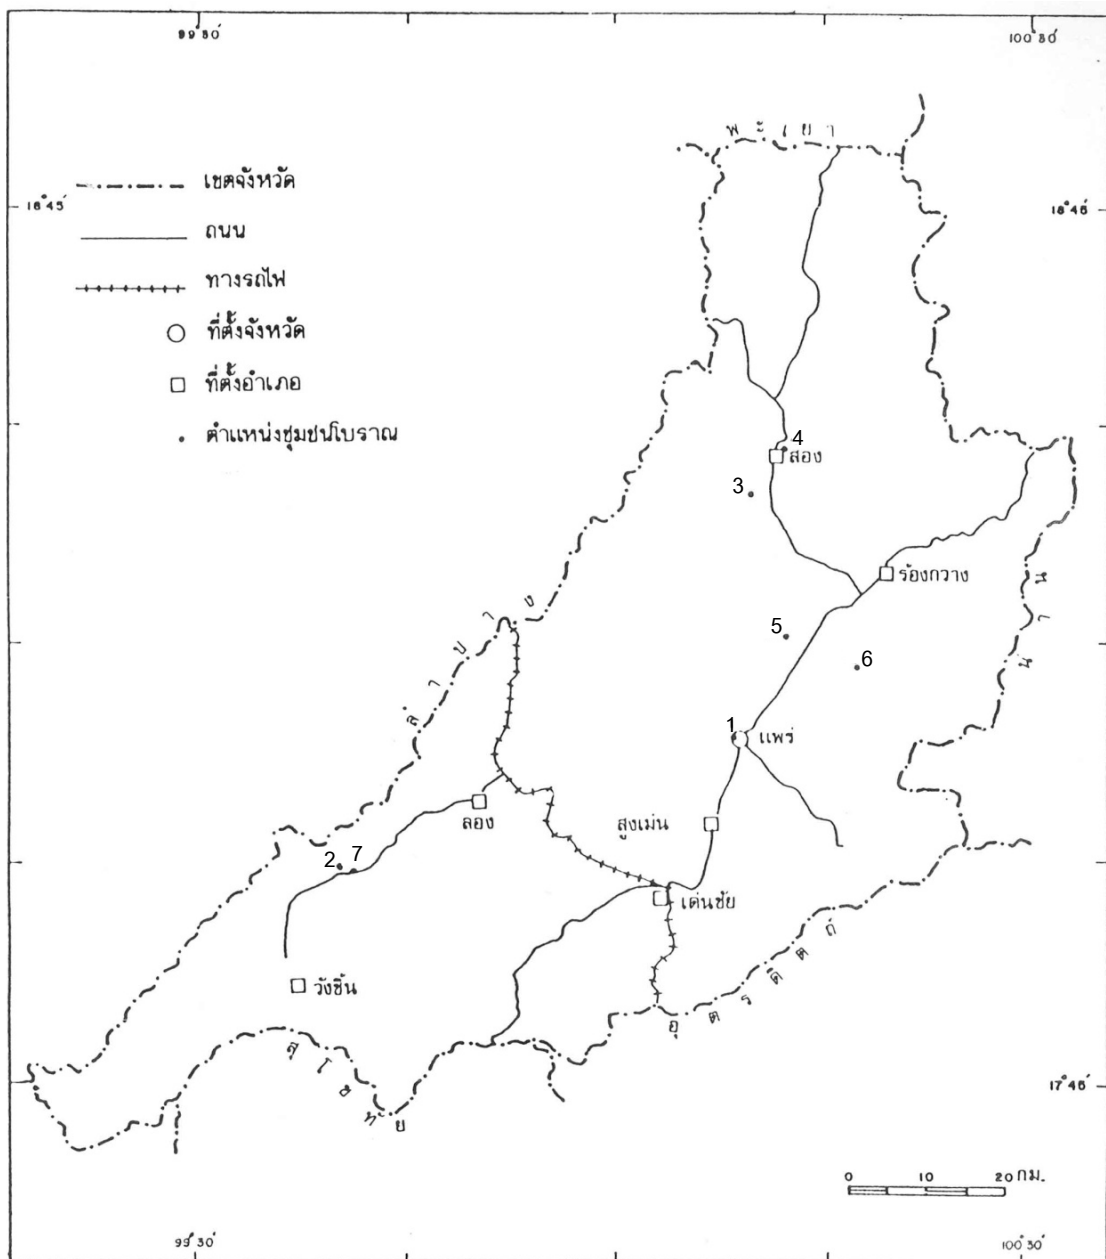 99°30'
100°30'
พะเยา
18°45'
18°45'
เขตจังหวัด
ถนน
ทางรถไฟ
ที่ตั้งจังหวัด
ที่ตั้งอำเภอ
ตำแหน่งชุมชนโบราณ
4
สอง
3
ร้องกวาง
ลำปาง
น่าน
5
6
1
แพร่
ลอง
สูงเม่น
2 7
เด่นชัย
วังชิ้น
อุตรดิตถ์
สุโขทัย
17°45'
0 10 20 กม.
99°30'
100°30'